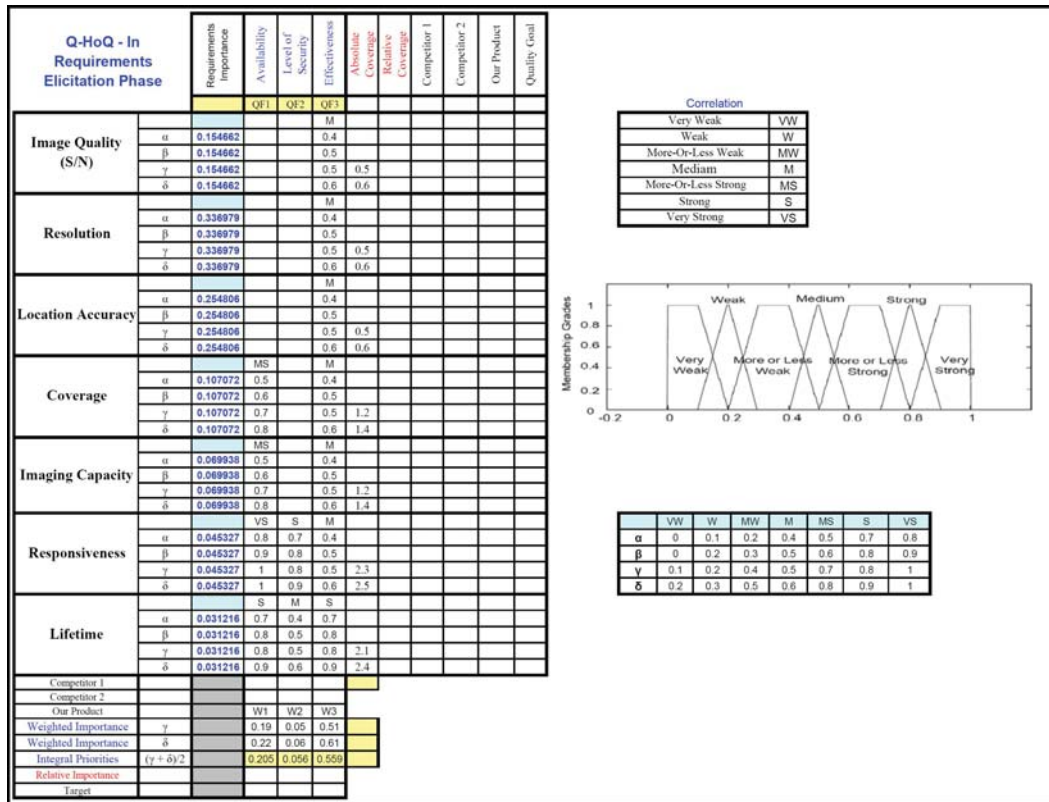 Q-HoQ - In
Requirements
Elicitation Phase
Requirements Importance
Availability
Level of Security
Effectiveness
Absolute Coverage
Relative Coverage
Competitor 1
Competitor 2
Our Product
Quality Goal
QF1 QF2 QF3
Image Quality
(S/N)
M
α 0.154662 0.4
β 0.154662 0.5
γ 0.154662 0.5 0.5
δ 0.154662 0.6 0.6
Resolution
M
α 0.336979 0.4
β 0.336979 0.5
γ 0.336979 0.5 0.5
δ 0.336979 0.6 0.6
Location Accuracy
M
α 0.254806 0.4
β 0.254806 0.5
γ 0.254806 0.5 0.5
δ 0.254806 0.6 0.6
Coverage
MS M
α 0.107072 0.5 0.4
β 0.107072 0.6 0.5
γ 0.107072 0.7 0.5 1.2
δ 0.107072 0.8 0.6 1.4
Imaging Capacity
MS M
α 0.069938 0.5 0.4
β 0.069938 0.6 0.5
γ 0.069938 0.7 0.5 1.2
δ 0.069938 0.8 0.6 1.4
Responsiveness
VS S M
α 0.045327 0.8 0.7 0.4
β 0.045327 0.9 0.8 0.5
γ 0.045327 1 0.8 0.5 2.3
δ 0.045327 1 0.9 0.6 2.5
Lifetime
S M S
α 0.031216 0.7 0.4 0.7
β 0.031216 0.8 0.5 0.8
γ 0.031216 0.8 0.5 0.8 2.1
δ 0.031216 0.9 0.6 0.9 2.4
Competitor 1
Competitor 2
Our Product W1 W2 W3
Weighted Importance γ 0.19 0.05 0.51
Weighted Importance δ 0.22 0.06 0.61
Integral Priorities (γ + δ)/2 0.205 0.056 0.559
Relative Importance
Target
Correlation
Very Weak VW
Weak W
More-Or-Less Weak MW
Mediam M
More-Or-Less Strong MS
Strong S
Very Strong VS
Membership Grades
1
0.8
0.6
0.4
0.2
0
Weak Medium Strong
Very Weak
More or Less Weak
More or Less Strong
Very Strong
-0.2 0 0.2 0.4 0.6 0.8 1
VW W MW M MS S VS
α 0 0.1 0.2 0.4 0.5 0.7 0.8
β 0 0.2 0.3 0.5 0.6 0.8 0.9
γ 0.1 0.2 0.4 0.5 0.7 0.8 1
δ 0.2 0.3 0.5 0.6 0.8 0.9 1